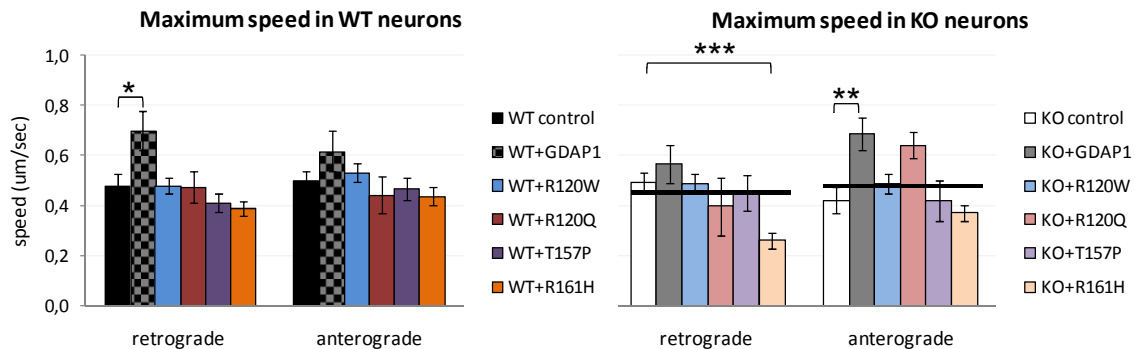 Maximum speed in WT neurons
speed (um/sec)
1,0
0,8
0,6
0,4
0,2
0,0
*
retrograde
anterograde
WT control
WT+GDAP1
WT+R120W
WT+R120Q
WT+T157P
WT+R161H
Maximum speed in KO neurons
***
**
retrograde
anterograde
KO control
KO+GDAP1
KO+R120W
KO+R120Q
KO+T157P
KO+R161H